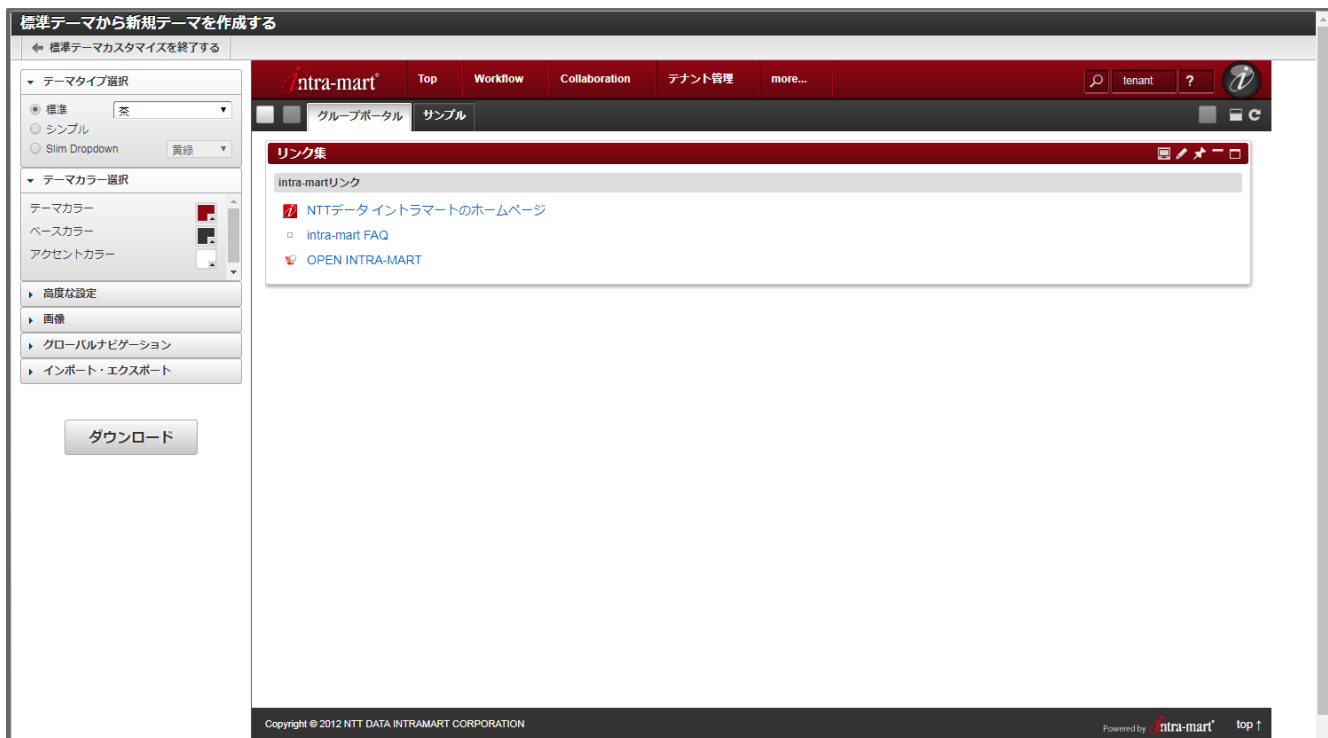 標準テーマから新規テーマを作成する
標準テーマカスタマイズを終了する
テーマタイプ選択
標準 茶
シンプル
Slim Dropdown 黄緑
テーマカラー選択
テーマカラー
ベースカラー
アクセントカラー
高度な設定
画像
グローバルナビゲーション
インポート・エクスポート
ダウンロード
intra-mart Top Workflow Collaboration テナント管理 more... tenant ?
グループポータル サンプル
リンク集
intra-martリンク
NTTデータ イントラマートのホームページ
intra-mart FAQ
OPEN INTRA-MART
Copyright © 2012 NTT DATA INTRAMART CORPORATION
Powered by intra-mart top ↑